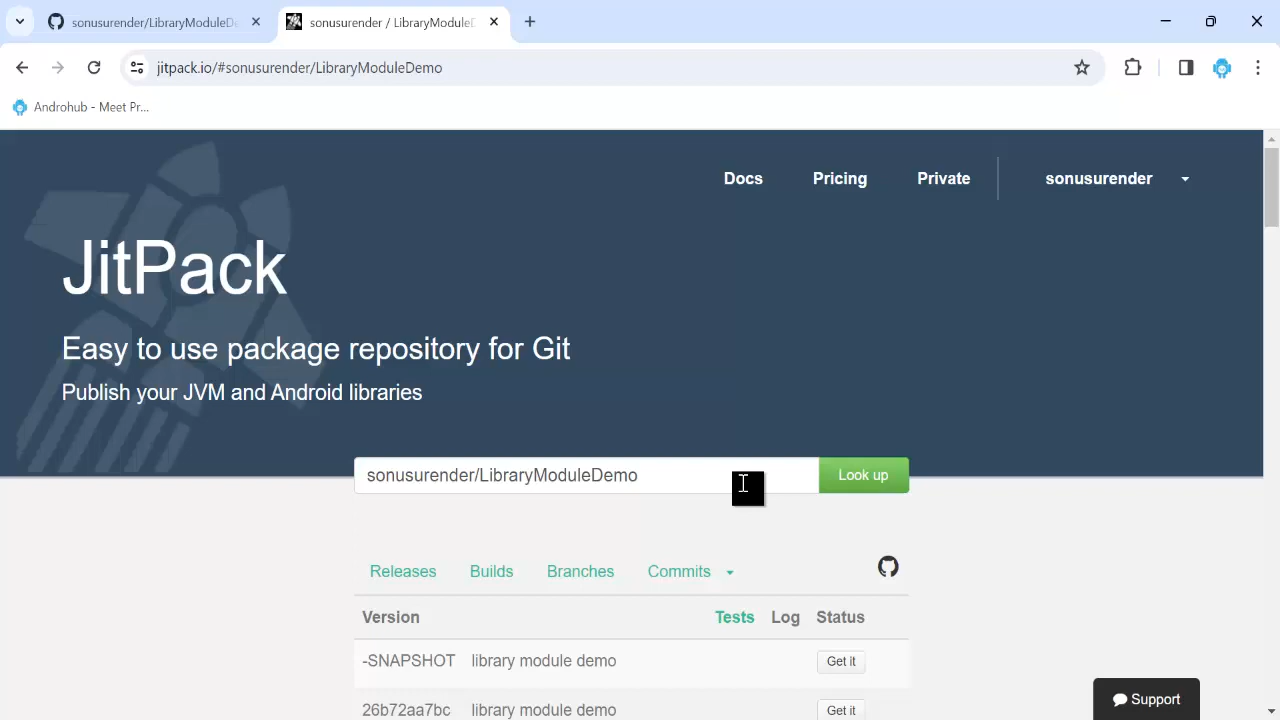 sonusurender/LibraryModuleDe
sonusurender / LibraryModuleD
jitpack.io/#sonusurender/LibraryModuleDemo
Androhub - Meet Pr...
Docs
Pricing
Private
sonusurender
JitPack
Easy to use package repository for Git
Publish your JVM and Android libraries
sonusurender/LibraryModuleDemo
Look up
Releases
Builds
Branches
Commits
Version
Tests
Log
Status
-SNAPSHOT
library module demo
Get it
26b72aa7bc
library module demo
Get it
Support